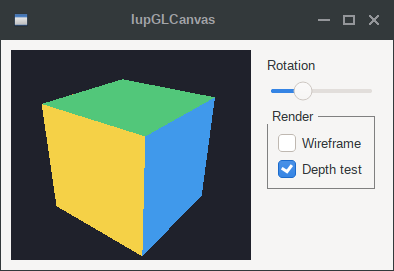 IupGLCanvas
Rotation
Render
Wireframe
Depth test